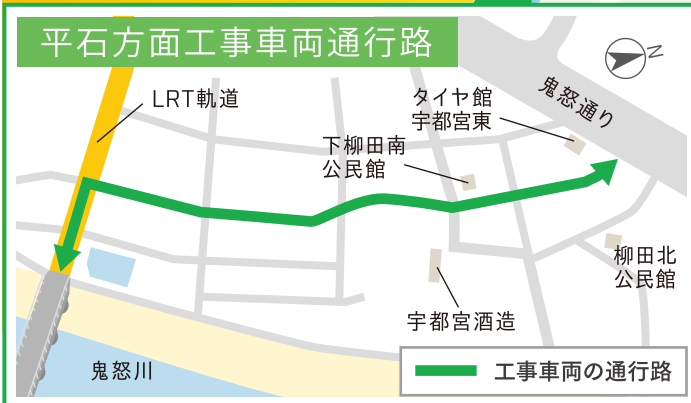 平石方面工事車両通行路
N
LRT軌道
タイヤ館
宇都宮東
鬼怒通り
下柳田南
公民館
柳田北
公民館
宇都宮酒造
鬼怒川
工事車両の通行路